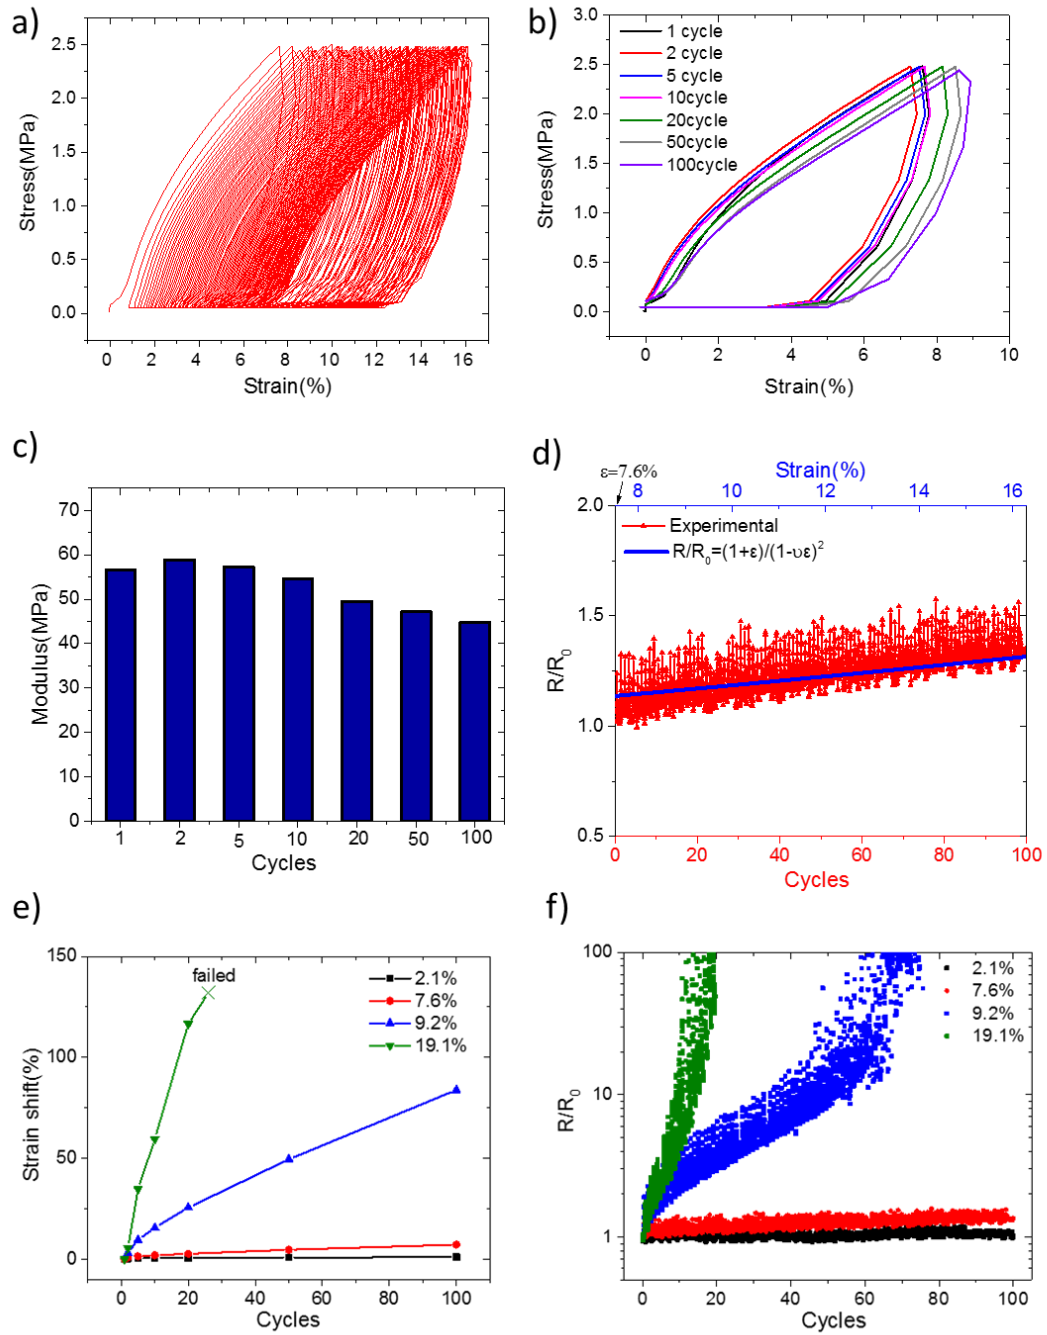 a)
2.5
2.0
1.5
1.0
0.5
0.0
Stress(MPa)
0 2 4 6 8 10 12 14 16
Strain(%)
b)
3.0
2.5
2.0
1.5
1.0
0.5
0.0
Stress(MPa)
1 cycle
2 cycle
5 cycle
10cycle
20cycle
50cycle
100cycle
0 2 4 6 8 10
Strain(%)
c)
70
60
50
40
30
20
10
0
Modulus(MPa)
1 2 5 10 20 50 100
Cycles
d)
ε=7.6%
Strain(%)
8 10 12 14 16
2.0
1.5
1.0
0.5
R/R0
Experimental
R/R0=(1+ε)/(1-υε)²
0 20 40 60 80 100
Cycles
e)
150
100
50
0
Strain shift(%)
failed
2.1%
7.6%
9.2%
19.1%
0 20 40 60 80 100
Cycles
f)
100
10
1
R/R0
2.1%
7.6%
9.2%
19.1%
0 20 40 60 80 100
Cycles